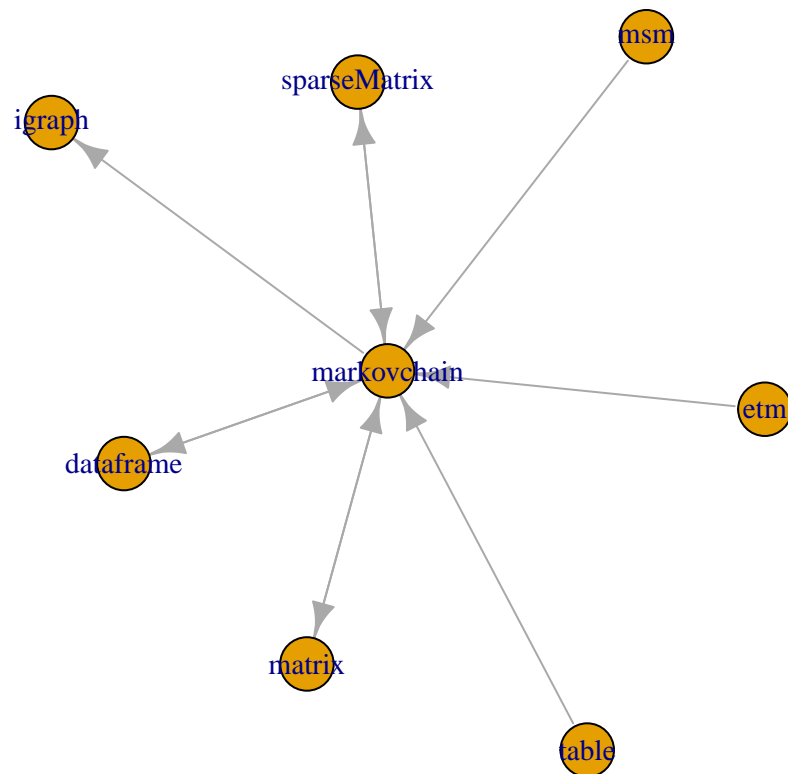 msm
sparseMatrix
igraph
markovchain
etm
dataframe
matrix
table